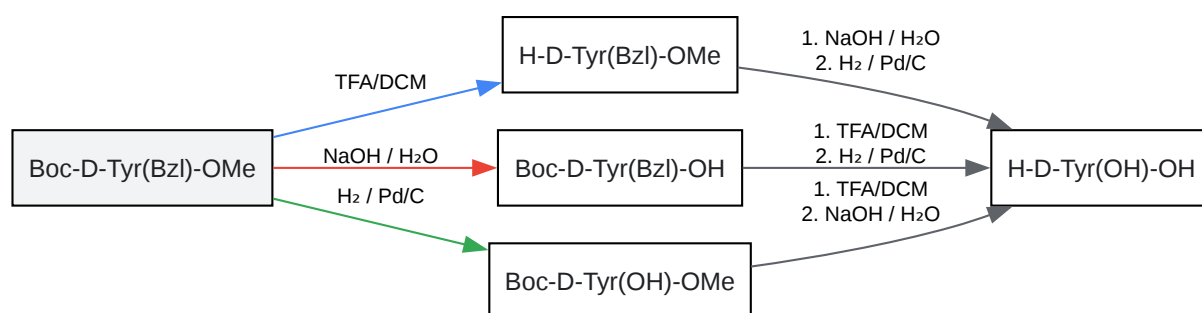 H-D-Tyr(Bzl)-OMe
1. NaOH / H₂O
2. H₂ / Pd/C
TFA/DCM
Boc-D-Tyr(Bzl)-OMe
NaOH / H₂O
Boc-D-Tyr(Bzl)-OH
1. TFA/DCM
2. H₂ / Pd/C
H-D-Tyr(OH)-OH
H₂ / Pd/C
1. TFA/DCM
2. NaOH / H₂O
Boc-D-Tyr(OH)-OMe